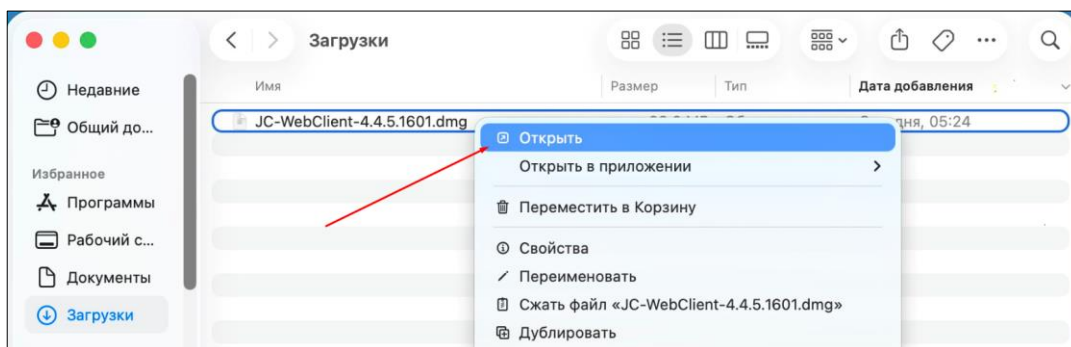 Загрузки
Недавние
Общий до...
Избранное
Программы
Рабочий с...
Документы
Загрузки
Имя Размер Тип Дата добавления
JC-WebClient-4.4.5.1601.dmg 05:24
Открыть
Открыть в приложении
Переместить в Корзину
Свойства
Переименовать
Сжать файл «JC-WebClient-4.4.5.1601.dmg»
Дублировать